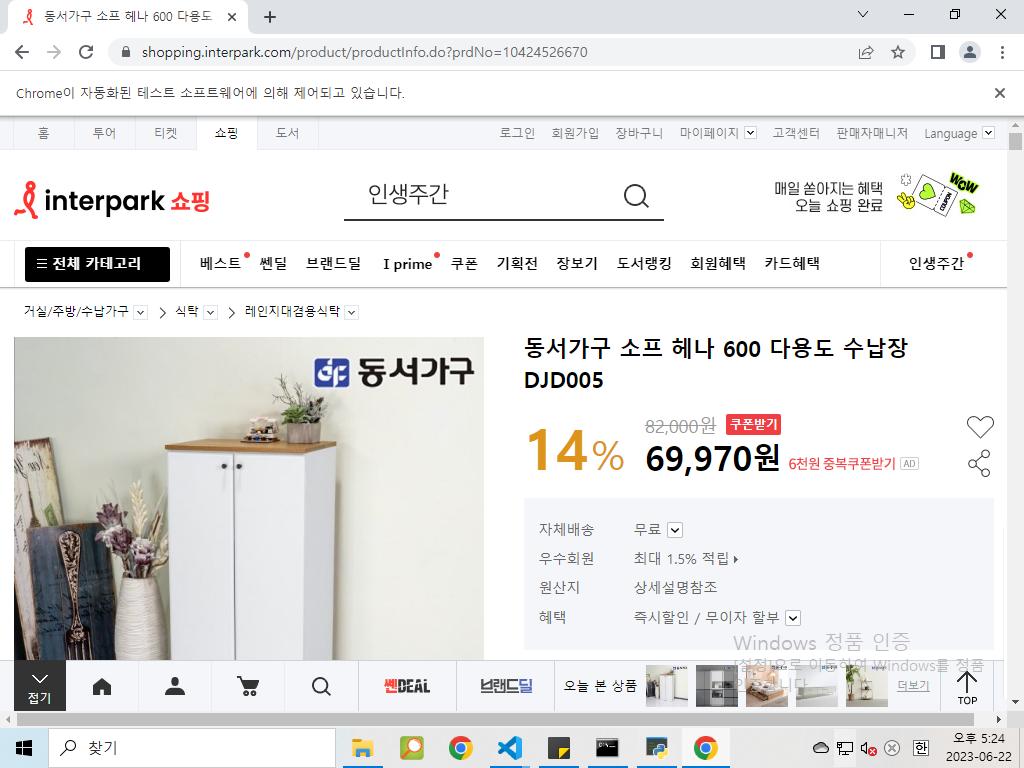 동서가구 소프 헤나 600 다용도
shopping.interpark.com/product/productInfo.do?prdNo=10424526670
Chrome이 자동화된 테스트 소프트웨어에 의해 제어되고 있습니다.
홈 투어 티켓 쇼핑 도서 로그인 회원가입 장바구니 마이페이지 고객센터 판매자매니저 Language
interpark 쇼핑
인생주간
매일 쏟아지는 혜택
오늘 쇼핑 완료
WOW
COUPON
전체 카테고리 베스트 쎈딜 브랜드딜 I prime 쿠폰 기획전 장보기 도서랭킹 회원혜택 카드혜택 인생주간
거실/주방/수납가구 식탁 레인지대겸용식탁
동서가구
동서가구 소프 헤나 600 다용도 수납장
DJD005
14%
82,000원 쿠폰받기
69,970원 6천원 중복쿠폰받기 AD
자체배송 무료
우수회원 최대 1.5% 적립
원산지 상세설명참조
혜택 즉시할인 / 무이자 할부
Windows 정품 인증
[설정]으로 이동하여 Windows를 정품
접기
쎈DEAL
브랜드딜
오늘 본 상품
더보기
TOP
찾기
한
오후 5:24
2023-06-22